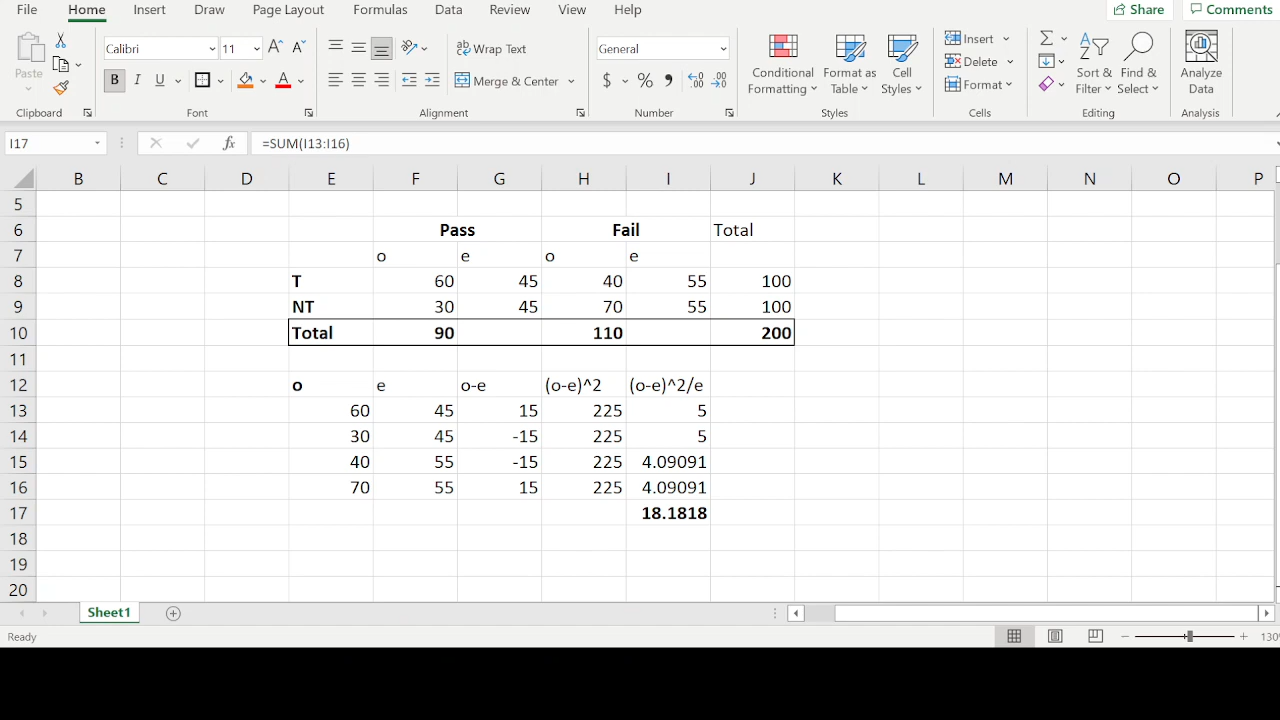 File Home Insert Draw Page Layout Formulas Data Review View Help Share Comments
Calibri 11 A A Wrap Text General Insert Σ
Paste B I U A Merge & Center $ % Conditional Formatting Format as Table Cell Styles Delete Format Sort & Filter Find & Select Analyze Data
Clipboard Font Alignment Number Styles Cells Editing Analysis
I17 fx =SUM(I13:I16)
B C D E F G H I J K L M N O P
5
6 Pass Fail Total
7 o e o e
8 T 60 45 40 55 100
9 NT 30 45 70 55 100
10 Total 90 110 200
11
12 o e o-e (o-e)^2 (o-e)^2/e
13 60 45 15 225 5
14 30 45 -15 225 5
15 40 55 -15 225 4.09091
16 70 55 15 225 4.09091
17 18.1818
18
19
20
Sheet1
Ready 130%